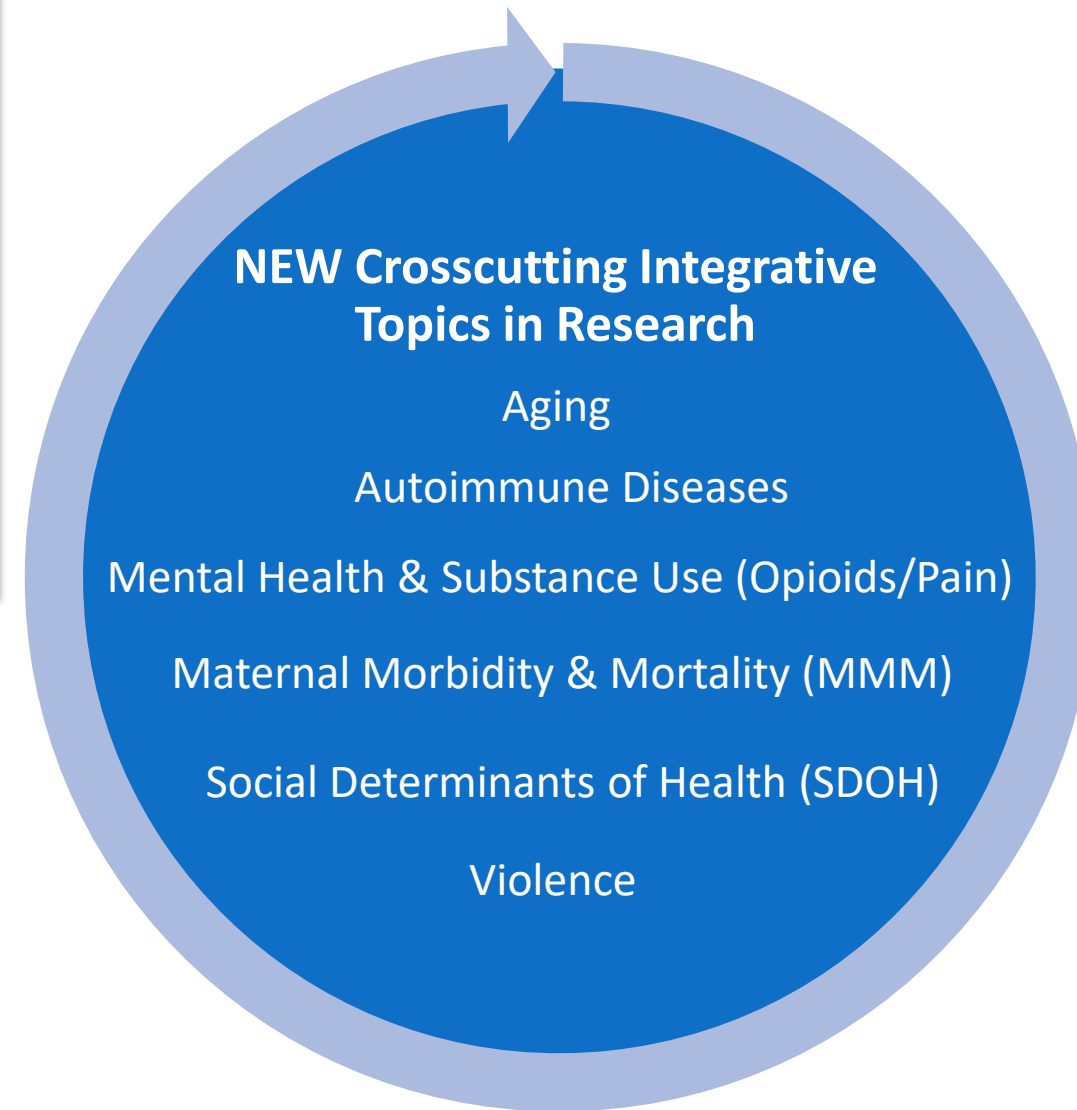 NEW Crosscutting Integrative
Topics in Research
Aging
Autoimmune Diseases
Mental Health & Substance Use (Opioids/Pain)
Maternal Morbidity & Mortality (MMM)
Social Determinants of Health (SDOH)
Violence